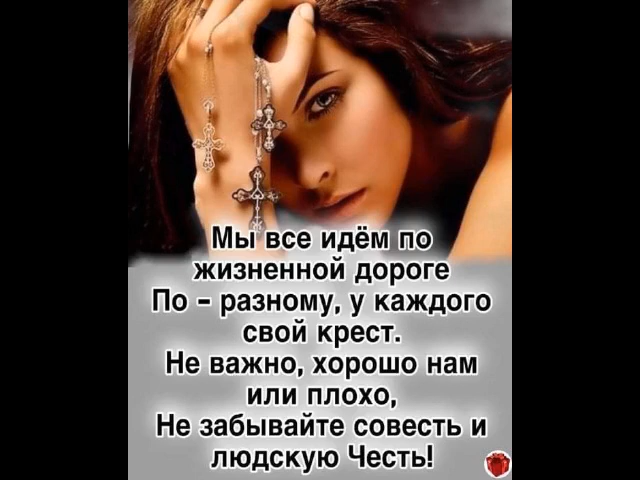 Мы все идём по
жизненной дороге
По - разному, у каждого
свой крест.
Не важно, хорошо нам
или плохо,
Не забывайте совесть и
людскую Честь!